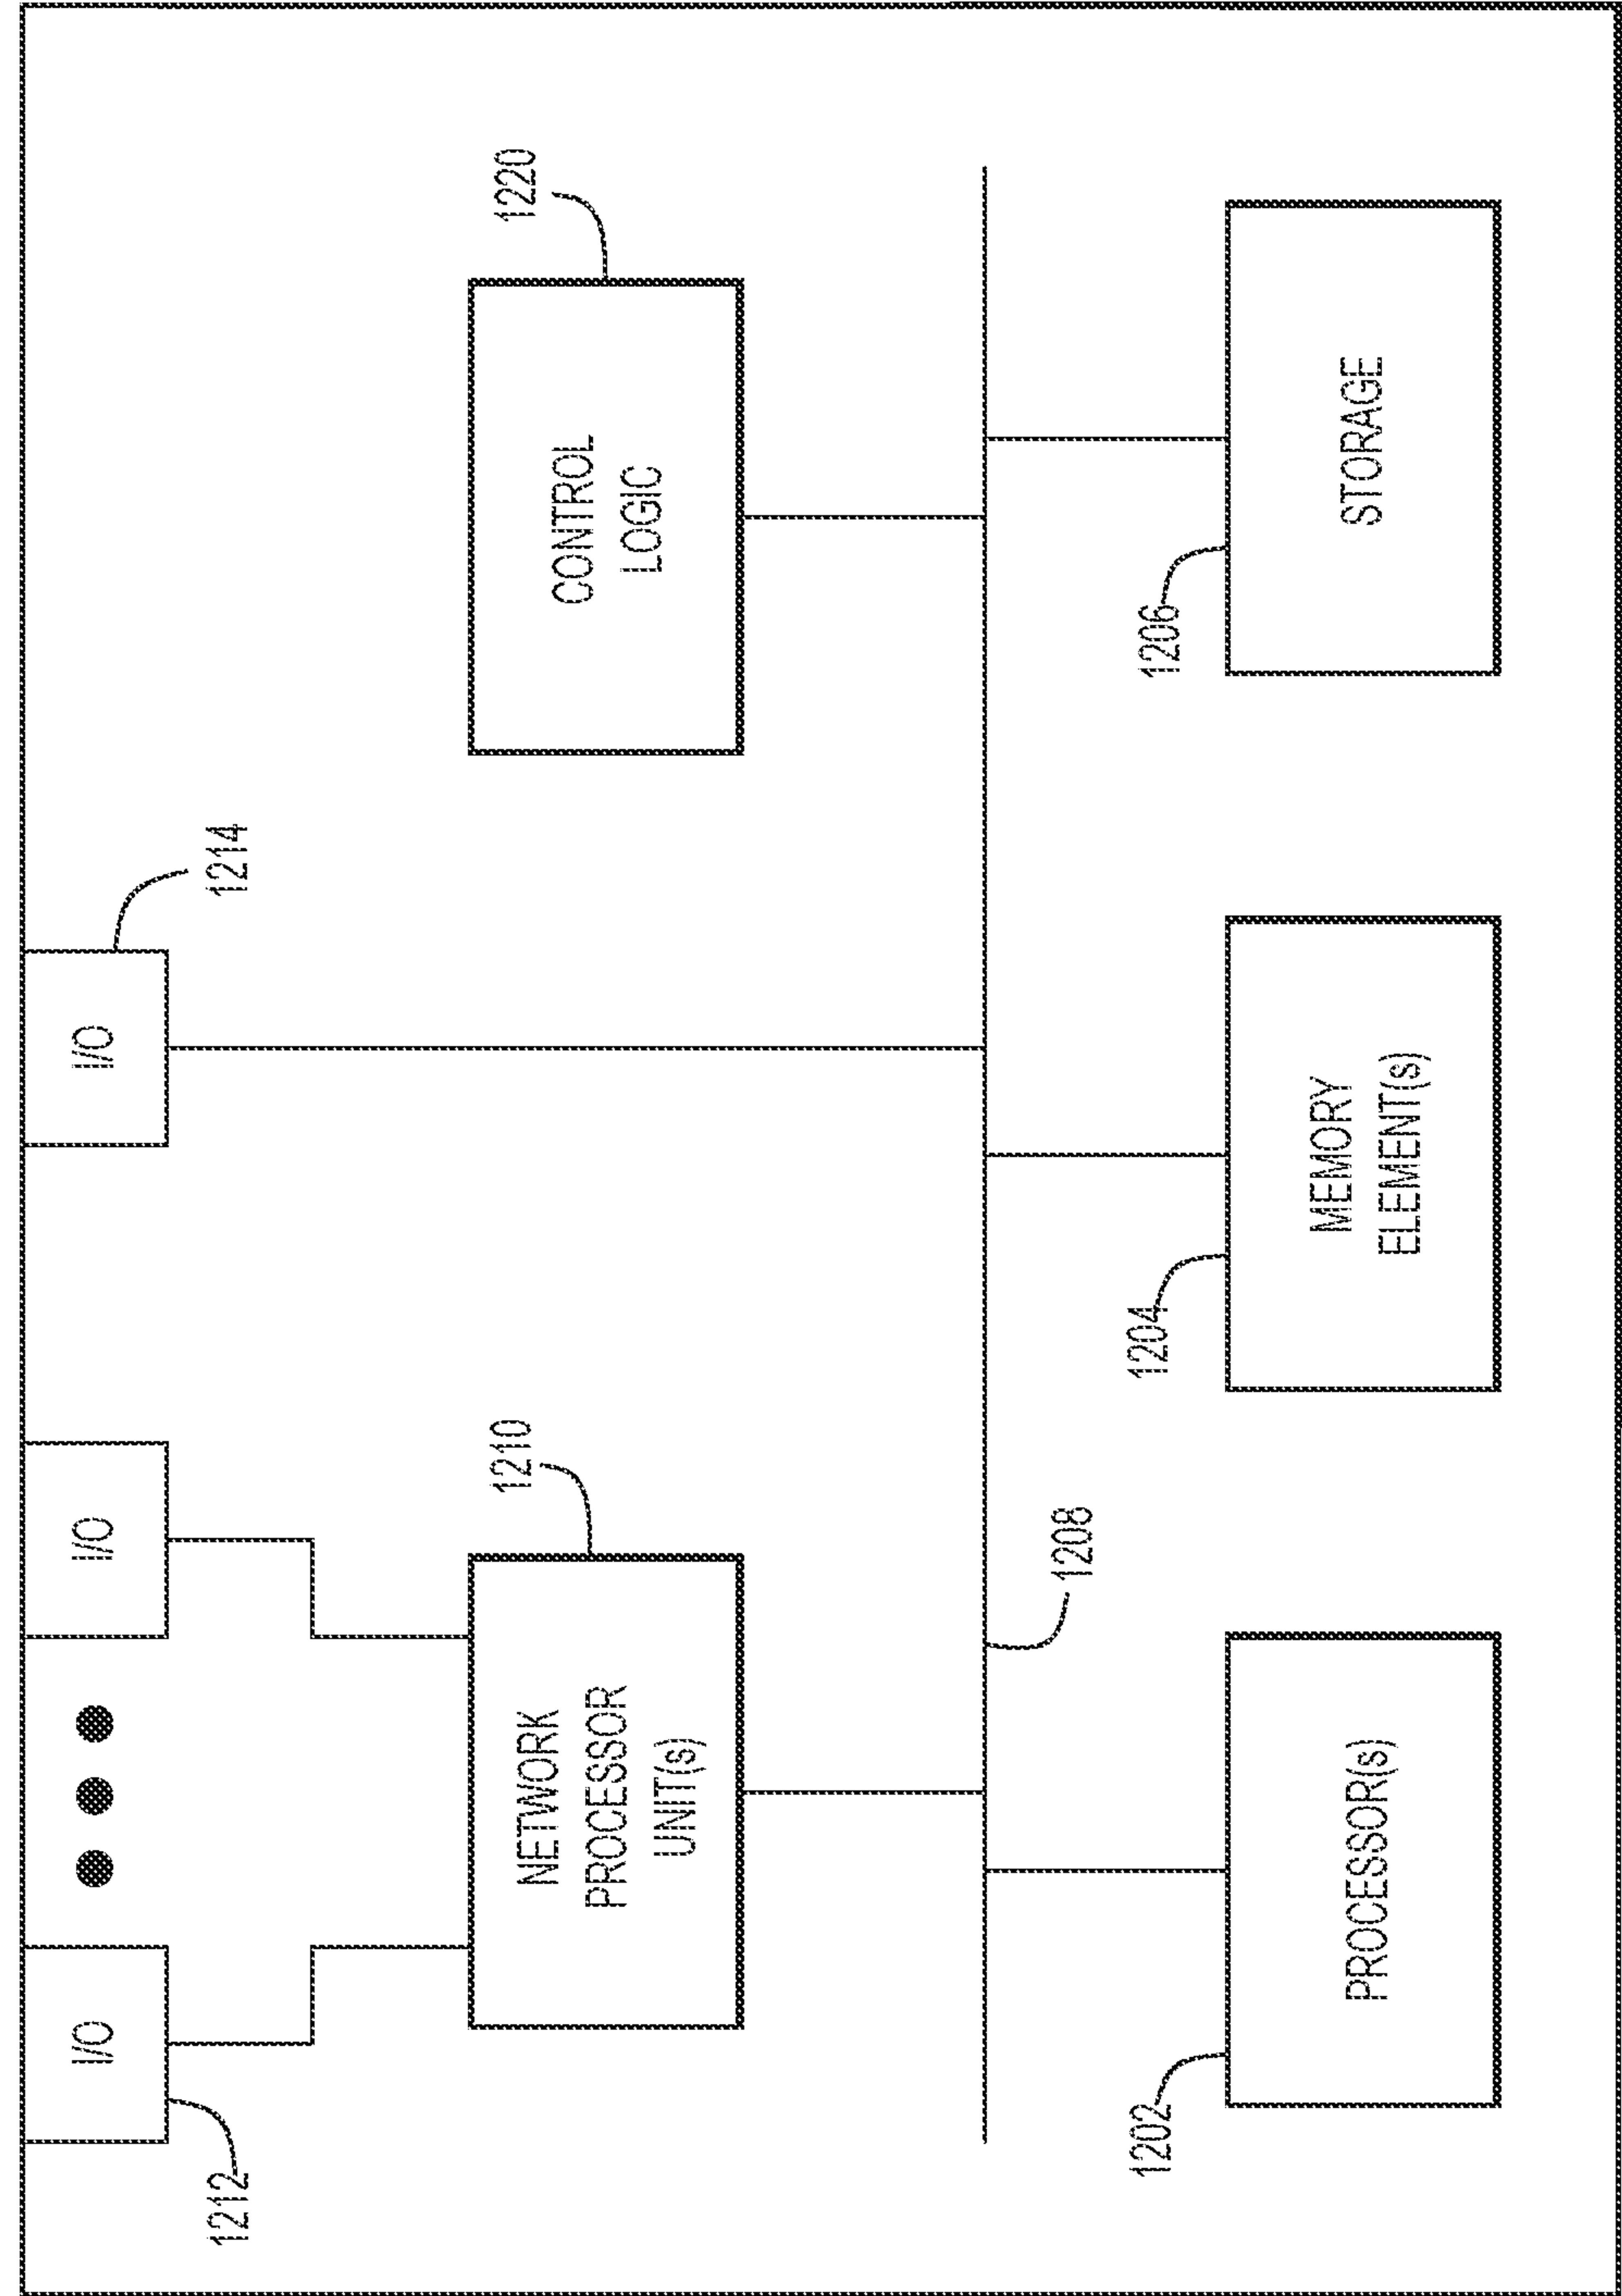 1212
I/O
I/O
I/O
1214
NETWORK
PROCESSOR
UNIT(s)
1210
CONTROL
LOGIC
1220
1208
1202
PROCESSOR(s)
1204
MEMORY
ELEMENT(s)
1206
STORAGE